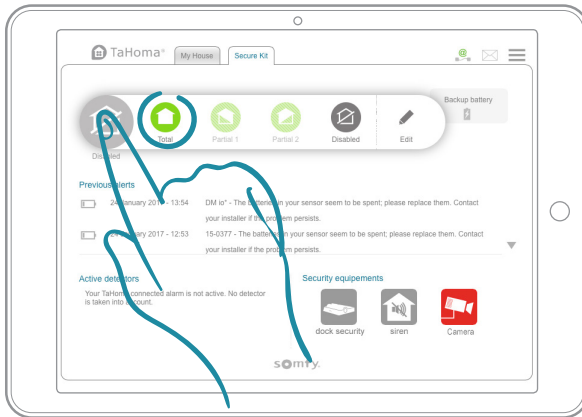 TaHoma®
My House
Secure Kit
@
Backup battery
Total
Partial 1
Partial 2
Disabled
Edit
Disabled
Previous alerts
24 January 2017 - 13:54
DM io" - The batteries in your sensor seem to be spent; please replace them. Contact
your installer if the problem persists.
24 January 2017 - 12:53
15-0377 - The batteries in your sensor seem to be spent; please replace them. Contact
your installer if the problem persists.
Active detectors
Your TaHoma connected alarm is not active. No detector
is taken into account.
Security equipements
dock security
siren
Camera
somfy.